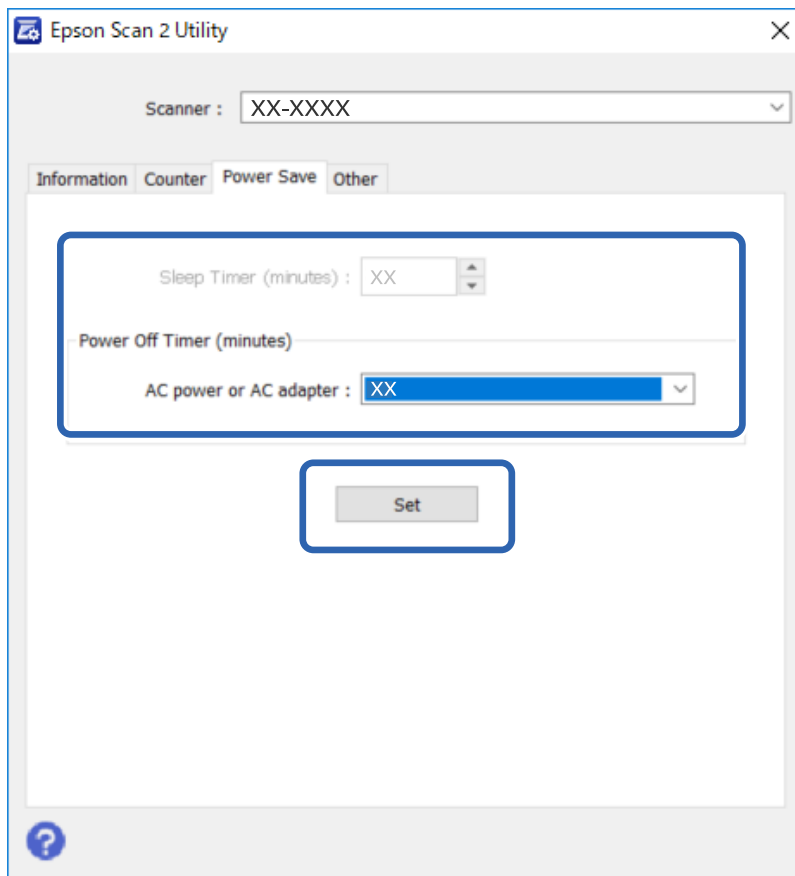 Epson Scan 2 Utility
Scanner : XX-XXXX
Information Counter Power Save Other
Sleep Timer (minutes) : XX
Power Off Timer (minutes)
AC power or AC adapter : XX
Set
?